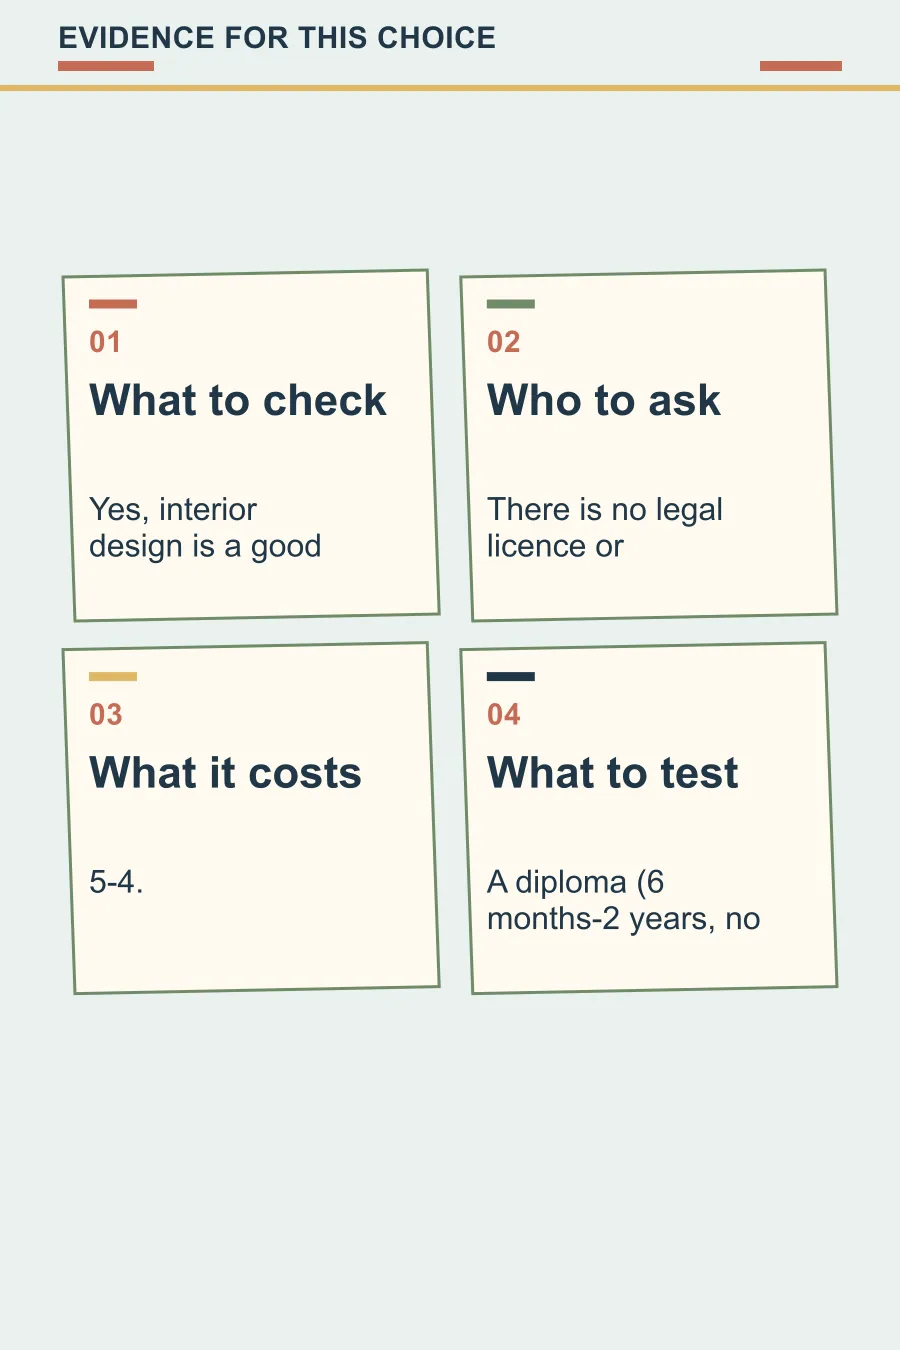 EVIDENCE FOR THIS CHOICE
01
What to check
Yes, interior
design is a good
02
Who to ask
There is no legal
licence or
03
What it costs
5-4.
04
What to test
A diploma (6
months-2 years, no